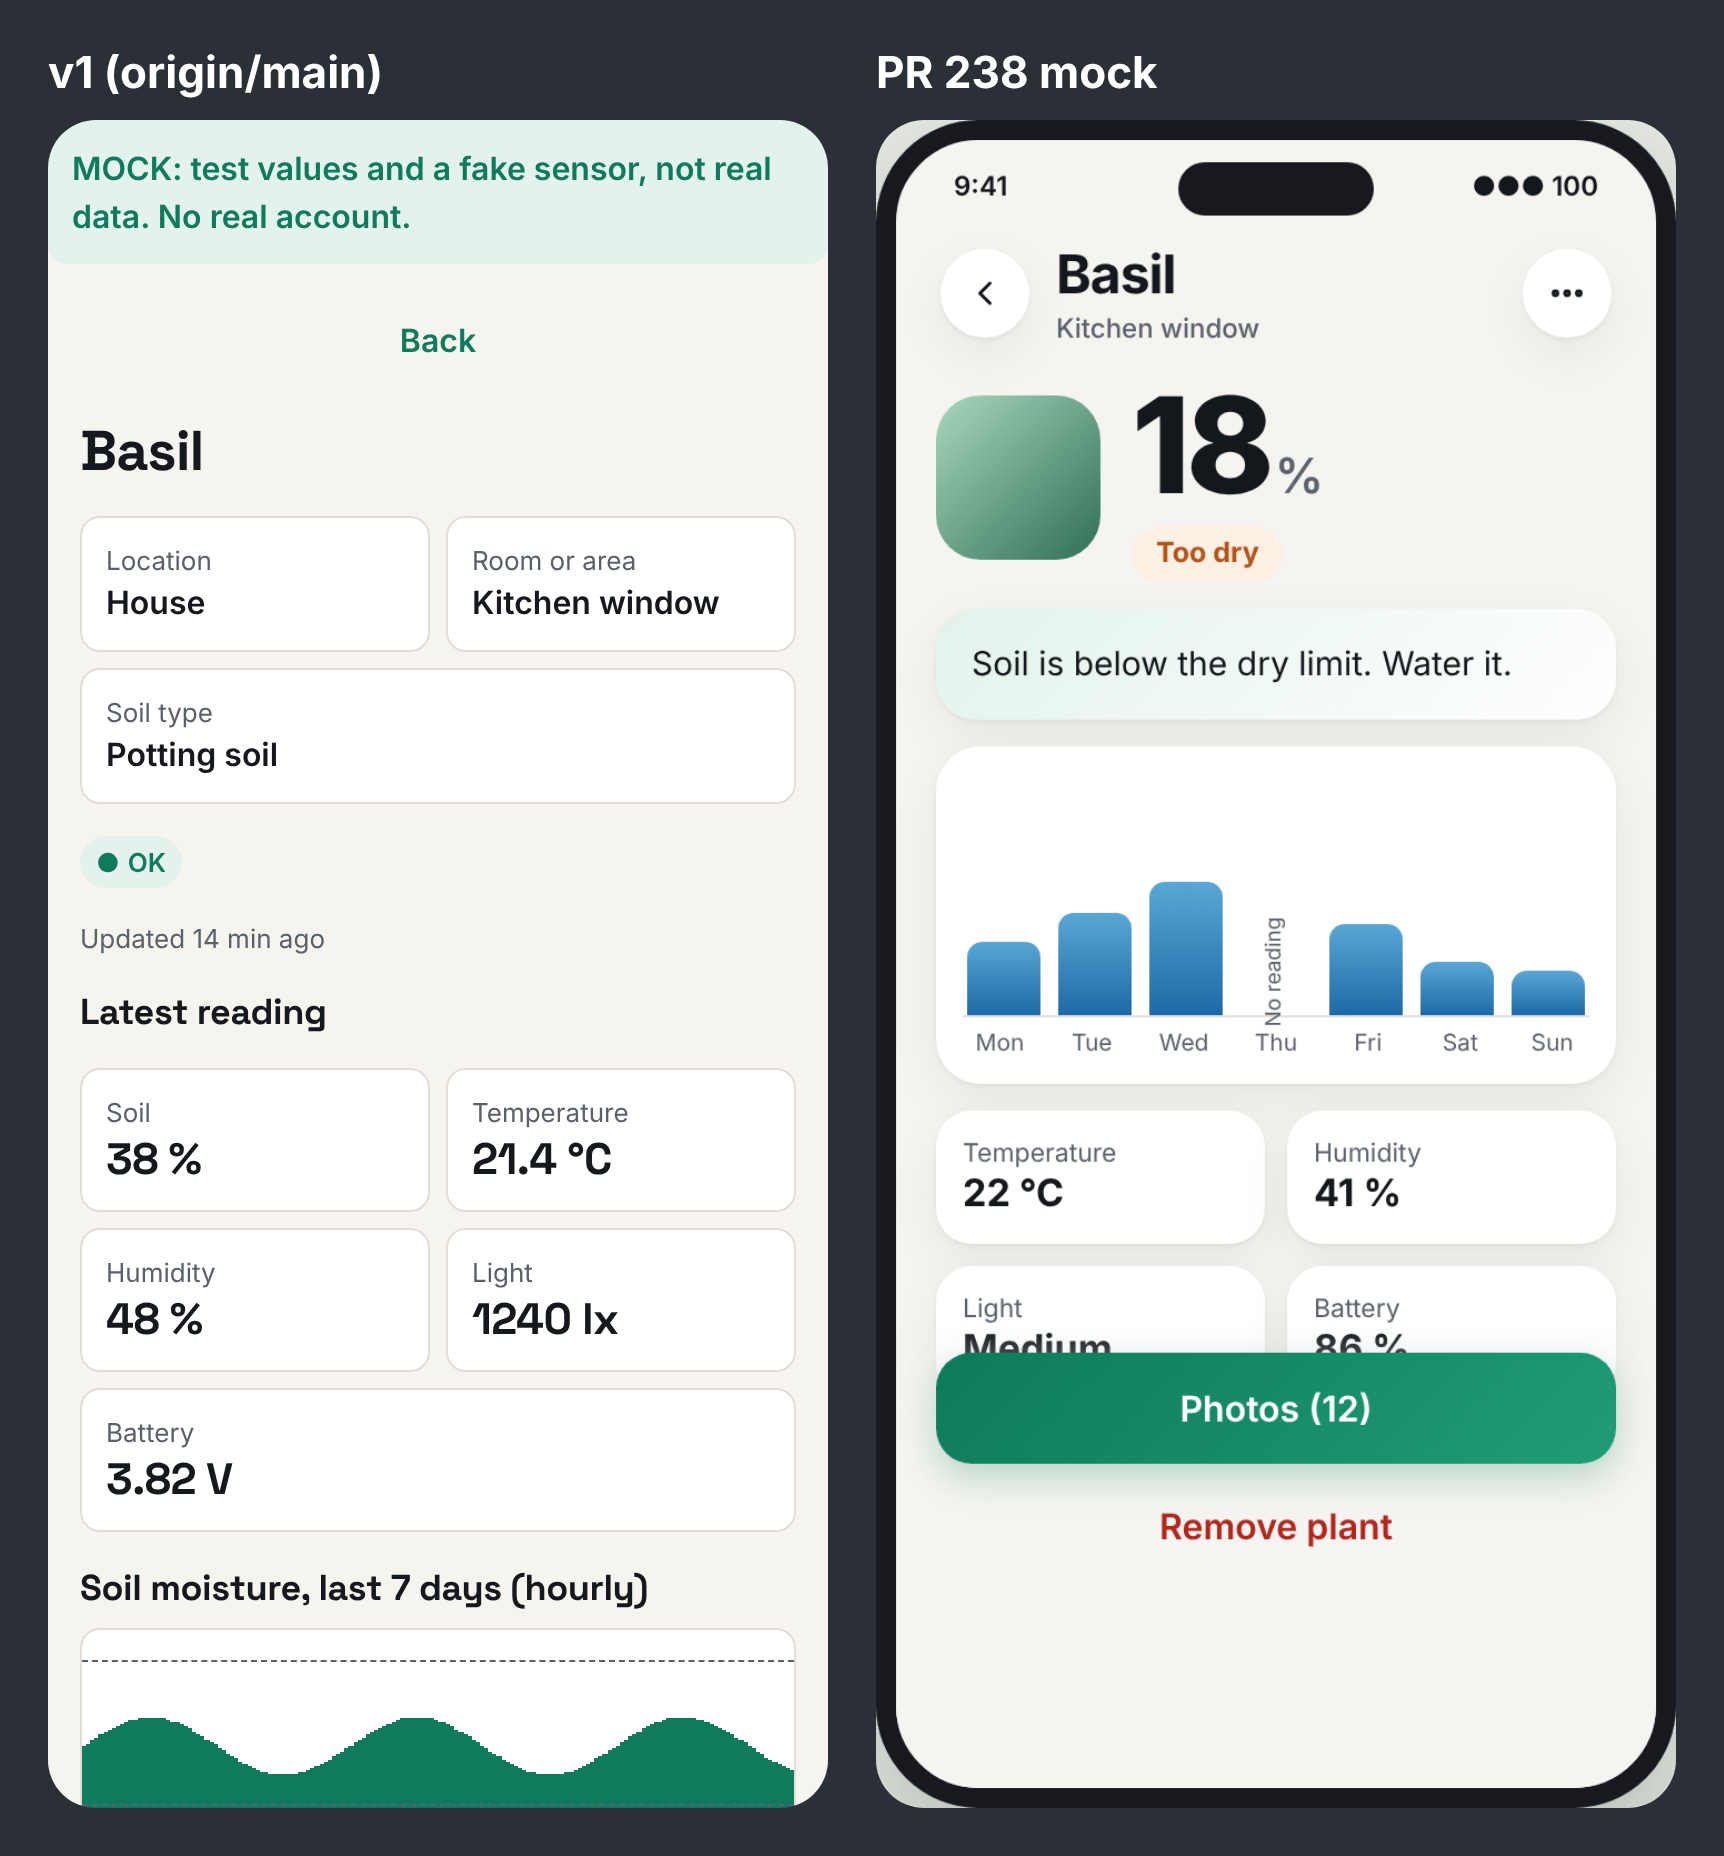 v1 (origin/main)
MOCK: test values and a fake sensor, not real
data. No real account.
Back
Basil
Location
House
Room or area
Kitchen window
Soil type
Potting soil
OK
Updated 14 min ago
Latest reading
Soil
38 %
Temperature
21.4 °C
Humidity
48 %
Light
1240 lx
Battery
3.82 V
Soil moisture, last 7 days (hourly)
PR 238 mock
9:41
100
Basil
Kitchen window
18 %
Too dry
Soil is below the dry limit. Water it.
No reading
Mon Tue Wed Thu Fri Sat Sun
Temperature
22 °C
Humidity
41 %
Light
Medium
Battery
86 %
Photos (12)
Remove plant